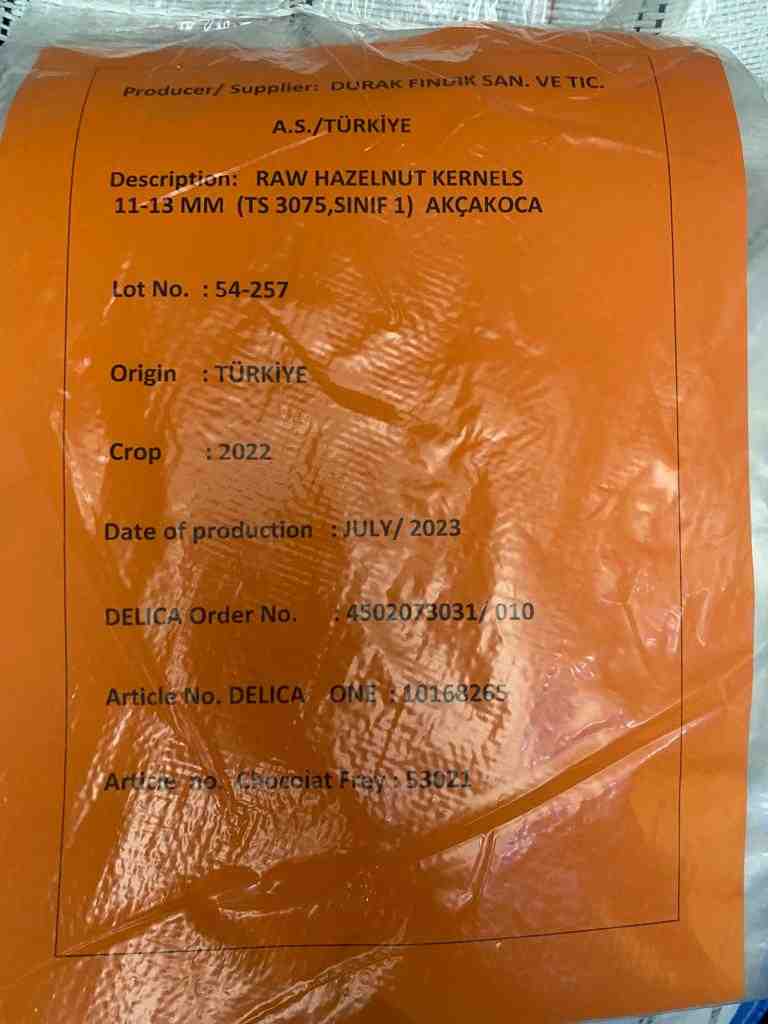 Producer/ Supplier: DURAK FINDIK SAN. VE TIC.
A.S./TÜRKİYE
Description: RAW HAZELNUT KERNELS
11-13 MM (TS 3075,SINIF 1) AKÇAKOCA
Lot No. : 54-257
Origin : TÜRKİYE
Crop : 2022
Date of production : JULY/ 2023
DELICA Order No. : 4502073031/ 010
Article No. DELICA ONE : 10168265
Article no. Chocolat Frey : 53021